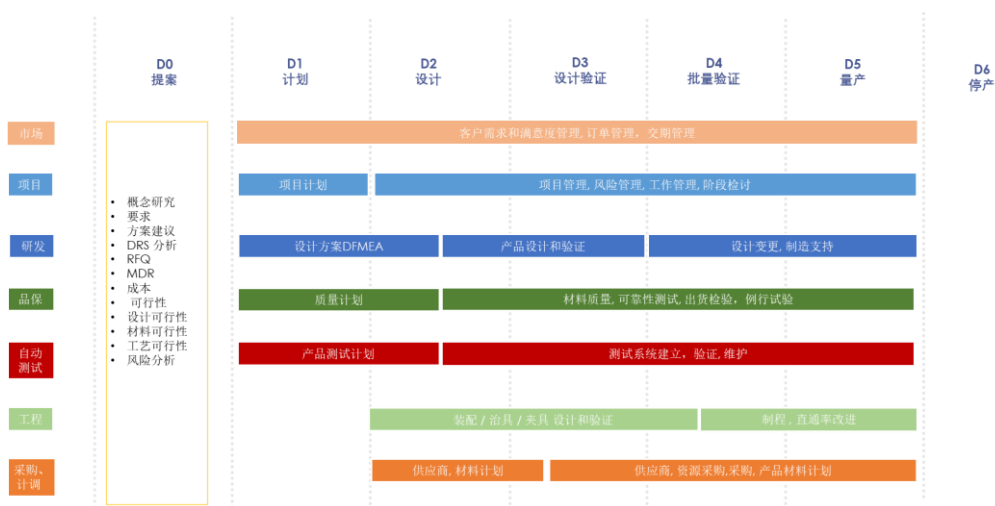 D0
提案
D1
计划
D2
设计
D3
设计验证
D4
批量验证
D5
量产
D6
停产
市场
客户需求和满意度管理, 订单管理，交期管理
项目
项目计划
项目管理, 风险管理, 工作管理, 阶段检讨
• 概念研究
• 要求
• 方案建议
• DRS 分析
• RFQ
• MDR
• 成本
• 可行性
• 设计可行性
• 材料可行性
• 工艺可行性
• 风险分析
研发
设计方案DFMEA
产品设计和验证
设计变更, 制造支持
品保
质量计划
材料质量, 可靠性测试, 出货检验，例行试验
自动
测试
产品测试计划
测试系统建立，验证, 维护
工程
装配 / 治具 / 夹具 设计和验证
制程 , 直通率改进
采购、
计调
供应商, 材料计划
供应商, 资源采购,采购, 产品材料计划